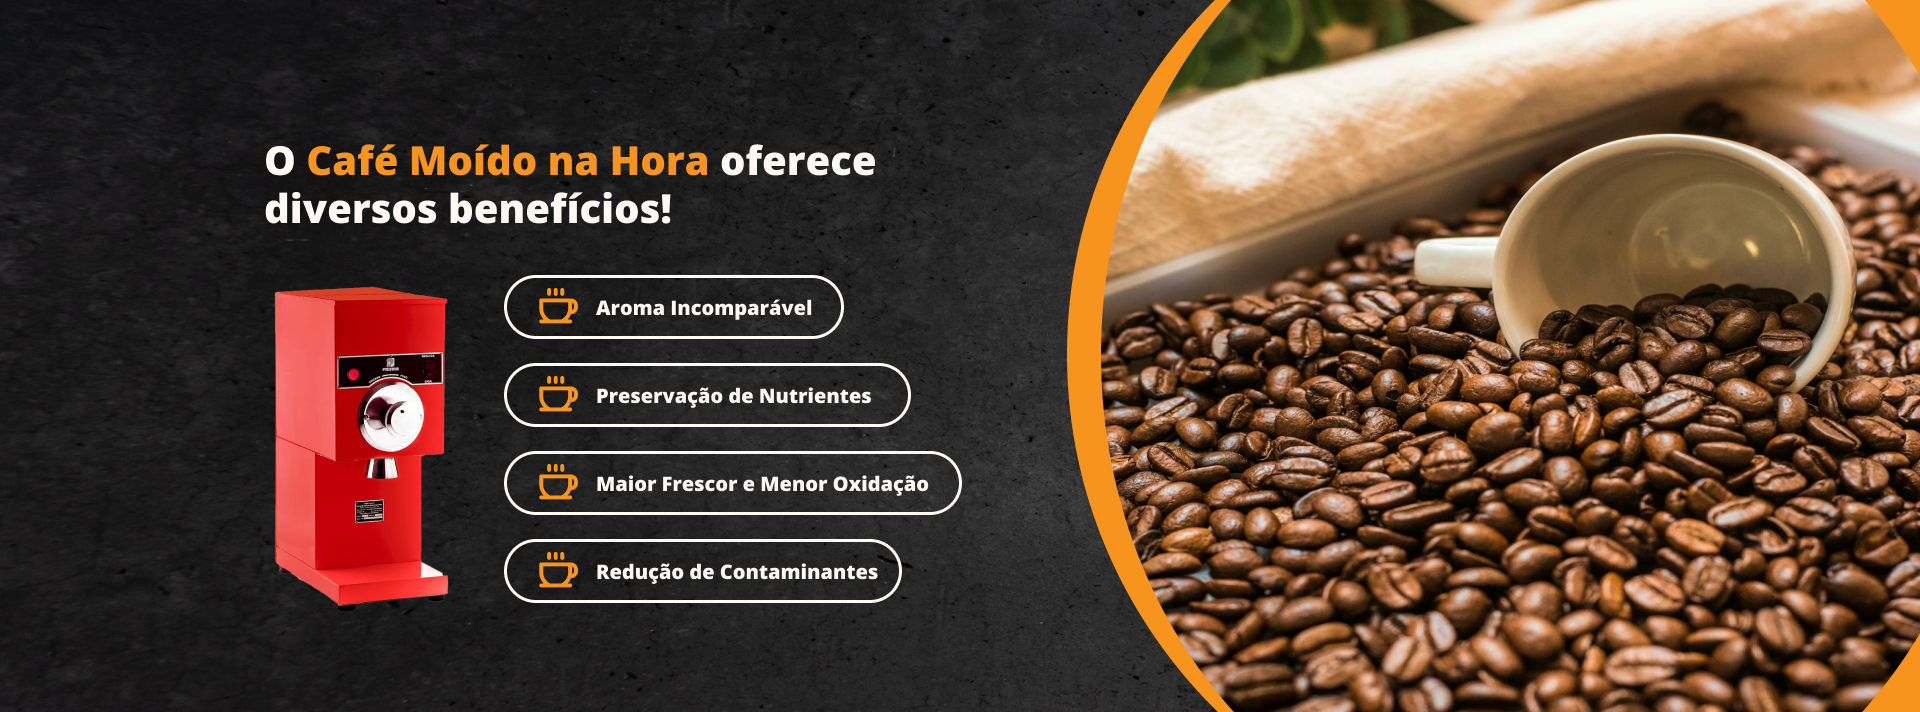 O Café Moído na Hora oferece
diversos benefícios!
Aroma Incomparável
Preservação de Nutrientes
Maior Frescor e Menor Oxidação
Redução de Contaminantes